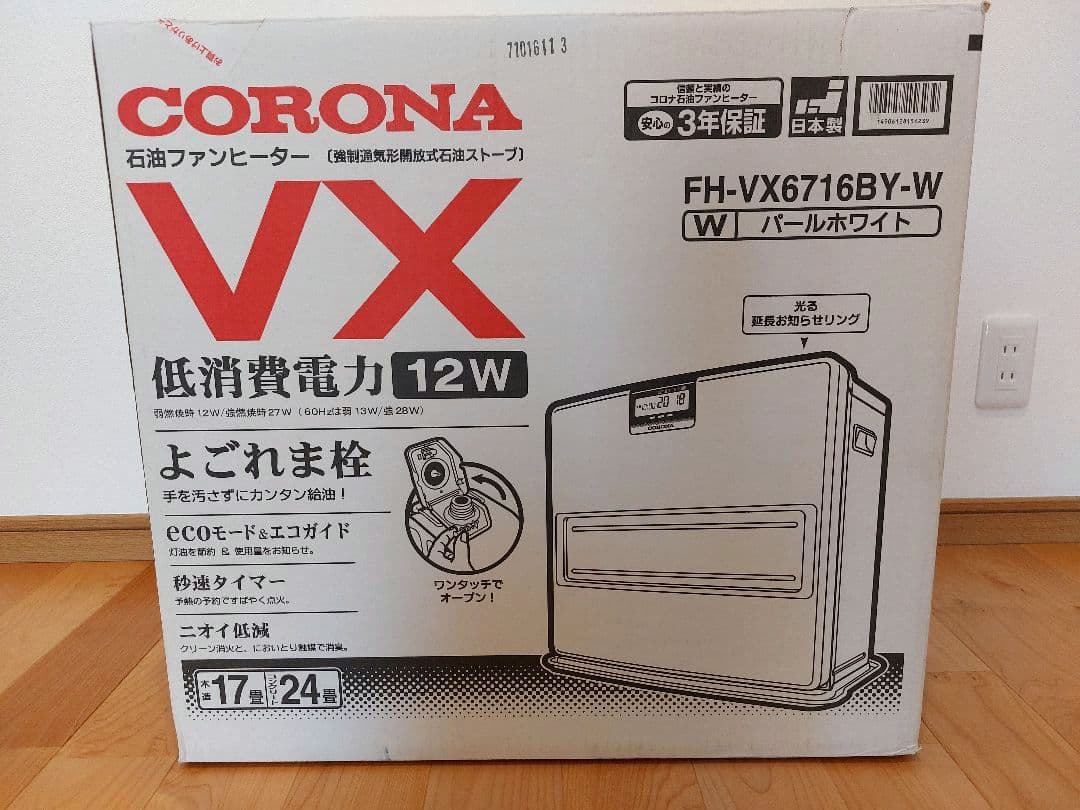 お買上げありがとう
7101611 3
CORONA
石油ファンヒーター 〔強制通気形開放式石油ストーブ〕
VX
信頼と実績の
コロナ石油ファンヒーター
安心の 3年保証
日本製
FH-VX6716BY-W
W パールホワイト
光る
延長お知らせリング
低消費電力 12W
弱燃焼時12W/強燃焼時27W（60Hzは弱13W/強28W）
よごれま栓
手を汚さずにカンタン給油！
ワンタッチで
オープン！
ecoモード&エコガイド
灯油を節約 & 使用量をお知らせ。
秒速タイマー
予熱の予約ですばやく点火。
ニオイ低減
クリーン消火と、においとり触媒で消臭。
木造 17畳 コンクリート 24畳
CORONA